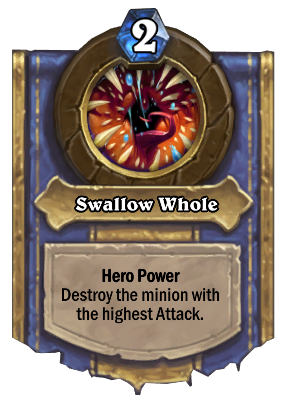 2
Swallow Whole
Hero Power
Destroy the minion with
the highest Attack.